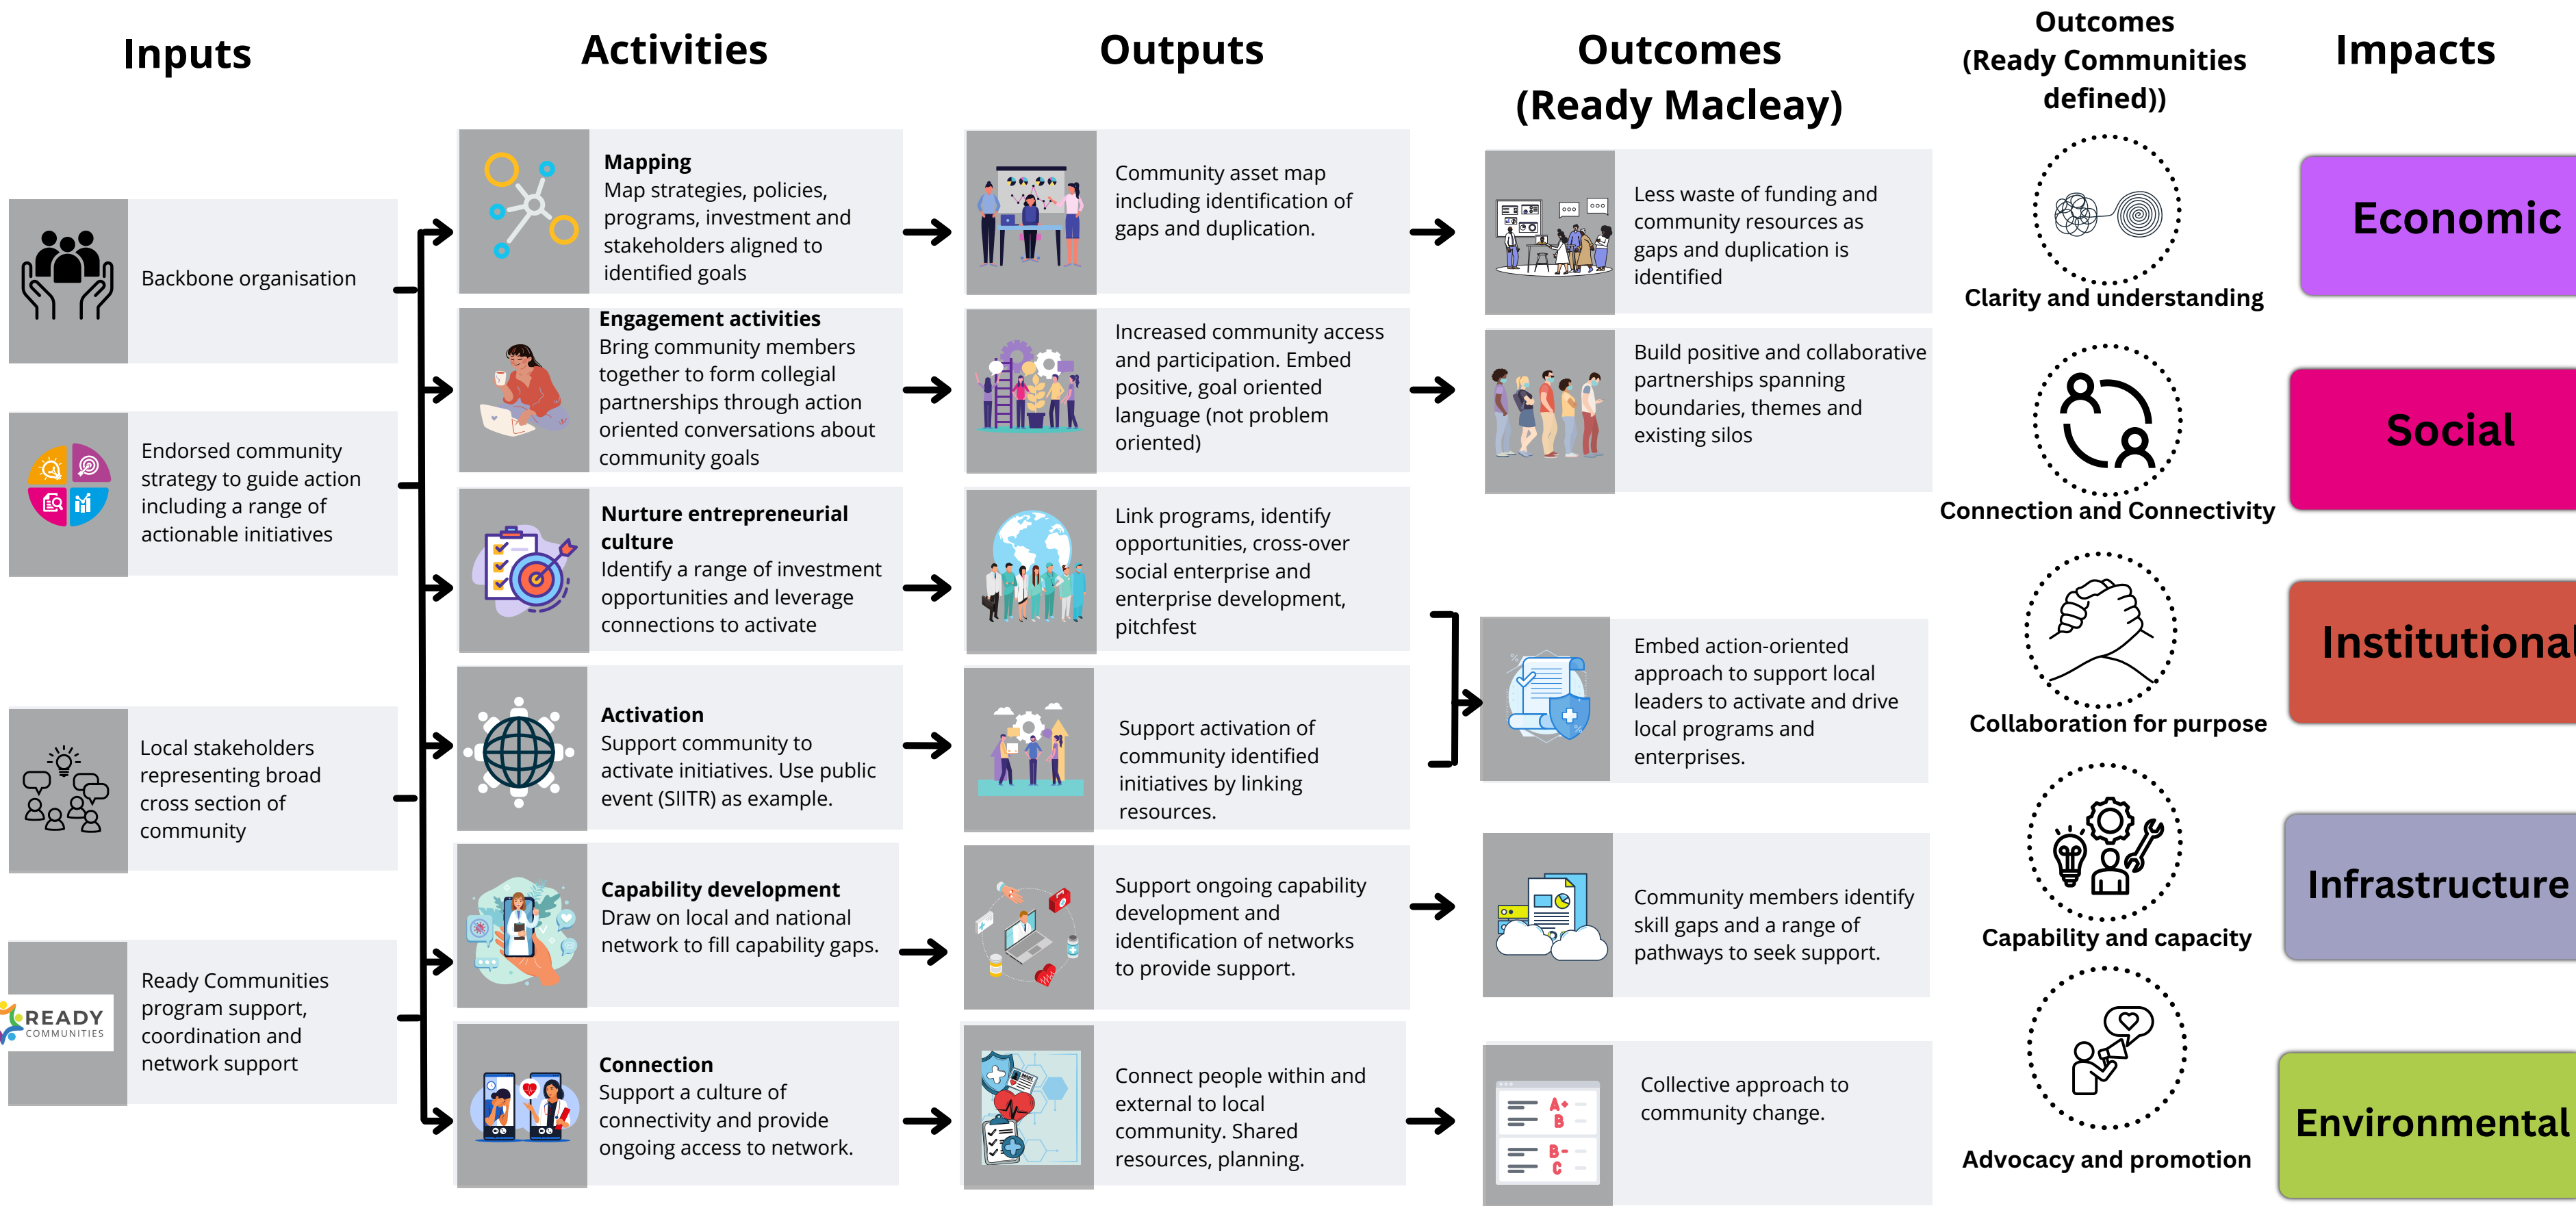 Inputs
Activities
Outputs
Outcomes
(Ready Macleay)
Outcomes
(Ready Communities
defined))
Impacts
Backbone organisation
Endorsed community
strategy to guide action
including a range of
actionable initiatives
Local stakeholders
representing broad
cross section of
community
READY
COMMUNITIES
Ready Communities
program support,
coordination and
network support
Mapping
Map strategies, policies,
programs, investment and
stakeholders aligned to
identified goals
Engagement activities
Bring community members
together to form collegial
partnerships through action
oriented conversations about
community goals
Nurture entrepreneurial
culture
Identify a range of investment
opportunities and leverage
connections to activate
Activation
Support community to
activate initiatives. Use public
event (SIITR) as example.
Capability development
Draw on local and national
network to fill capability gaps.
Connection
Support a culture of
connectivity and provide
ongoing access to network.
Community asset map
including identification of
gaps and duplication.
Increased community access
and participation. Embed
positive, goal oriented
language (not problem
oriented)
Link programs, identify
opportunities, cross-over
social enterprise and
enterprise development,
pitchfest
Support activation of
community identified
initiatives by linking
resources.
Support ongoing capability
development and
identification of networks
to provide support.
Connect people within and
external to local
community. Shared
resources, planning.
Less waste of funding and
community resources as
gaps and duplication is
identified
Build positive and collaborative
partnerships spanning
boundaries, themes and
existing silos
Embed action-oriented
approach to support local
leaders to activate and drive
local programs and
enterprises.
Community members identify
skill gaps and a range of
pathways to seek support.
A+
B
B-
C
Collective approach to
community change.
Clarity and understanding
Connection and Connectivity
Collaboration for purpose
Capability and capacity
Advocacy and promotion
Economic
Social
Institutional
Infrastructure
Environmental